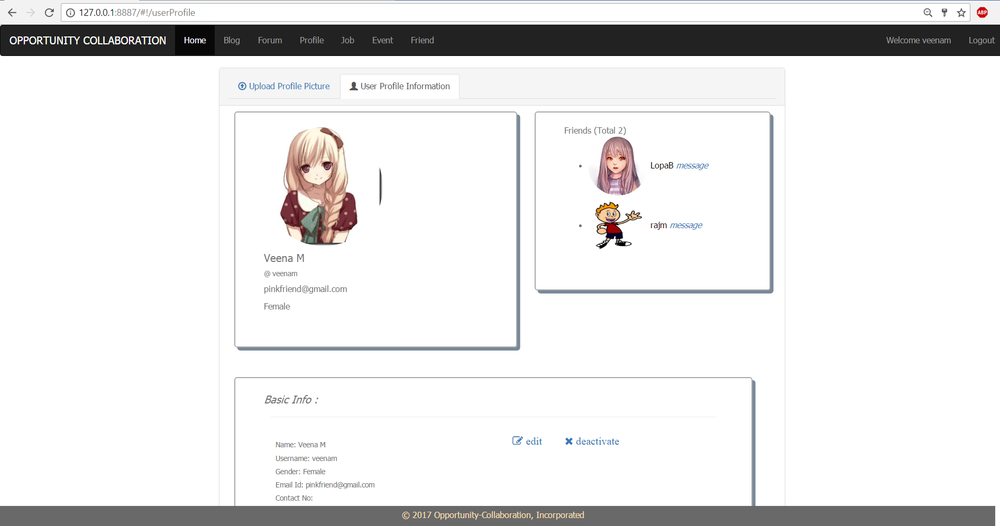 127.0.0.1:8887/#!/userProfile
ABP
OPPORTUNITY COLLABORATION Home Blog Forum Profile Job Event Friend Welcome veenam Logout
Upload Profile Picture User Profile Information
Friends (Total 2)
LopaB message
rajm message
Veena M
@ veenam
pinkfriend@gmail.com
Female
Basic Info :
edit deactivate
Name: Veena M
Username: veenam
Gender: Female
Email Id: pinkfriend@gmail.com
Contact No:
© 2017 Opportunity-Collaboration, Incorporated